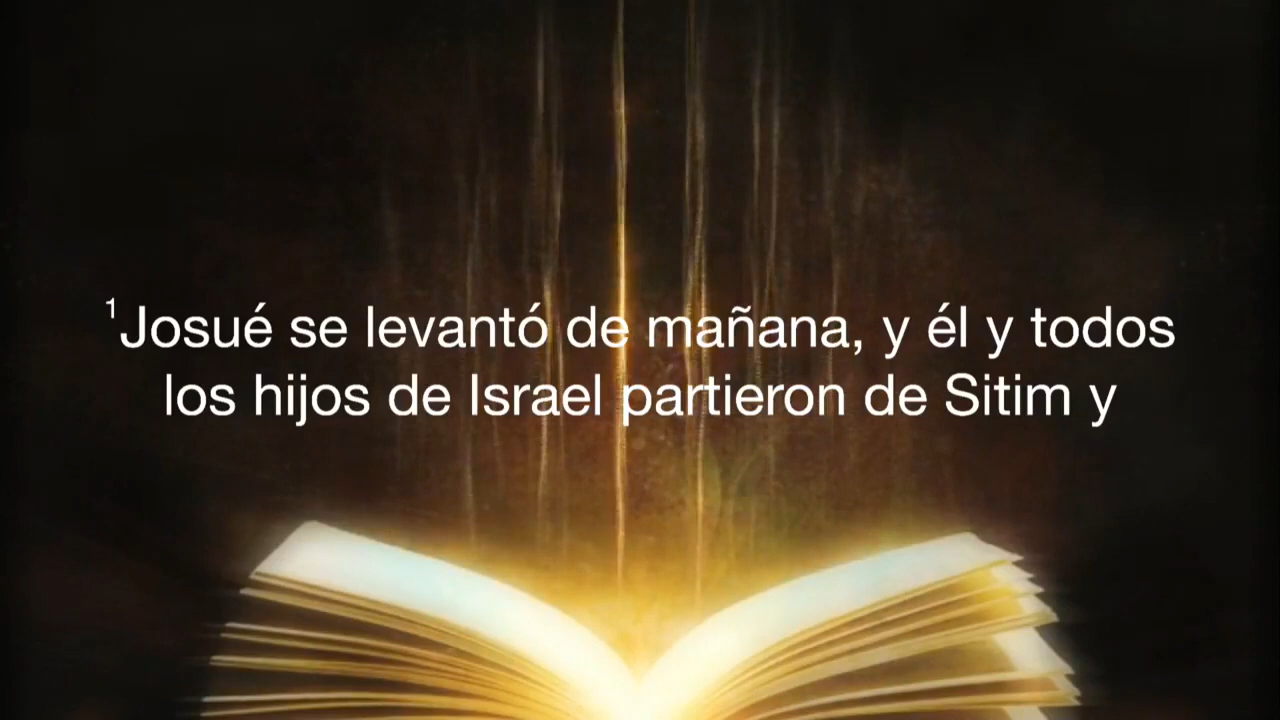 ¹Josué se levantó de mañana, y él y todos
los hijos de Israel partieron de Sitim y